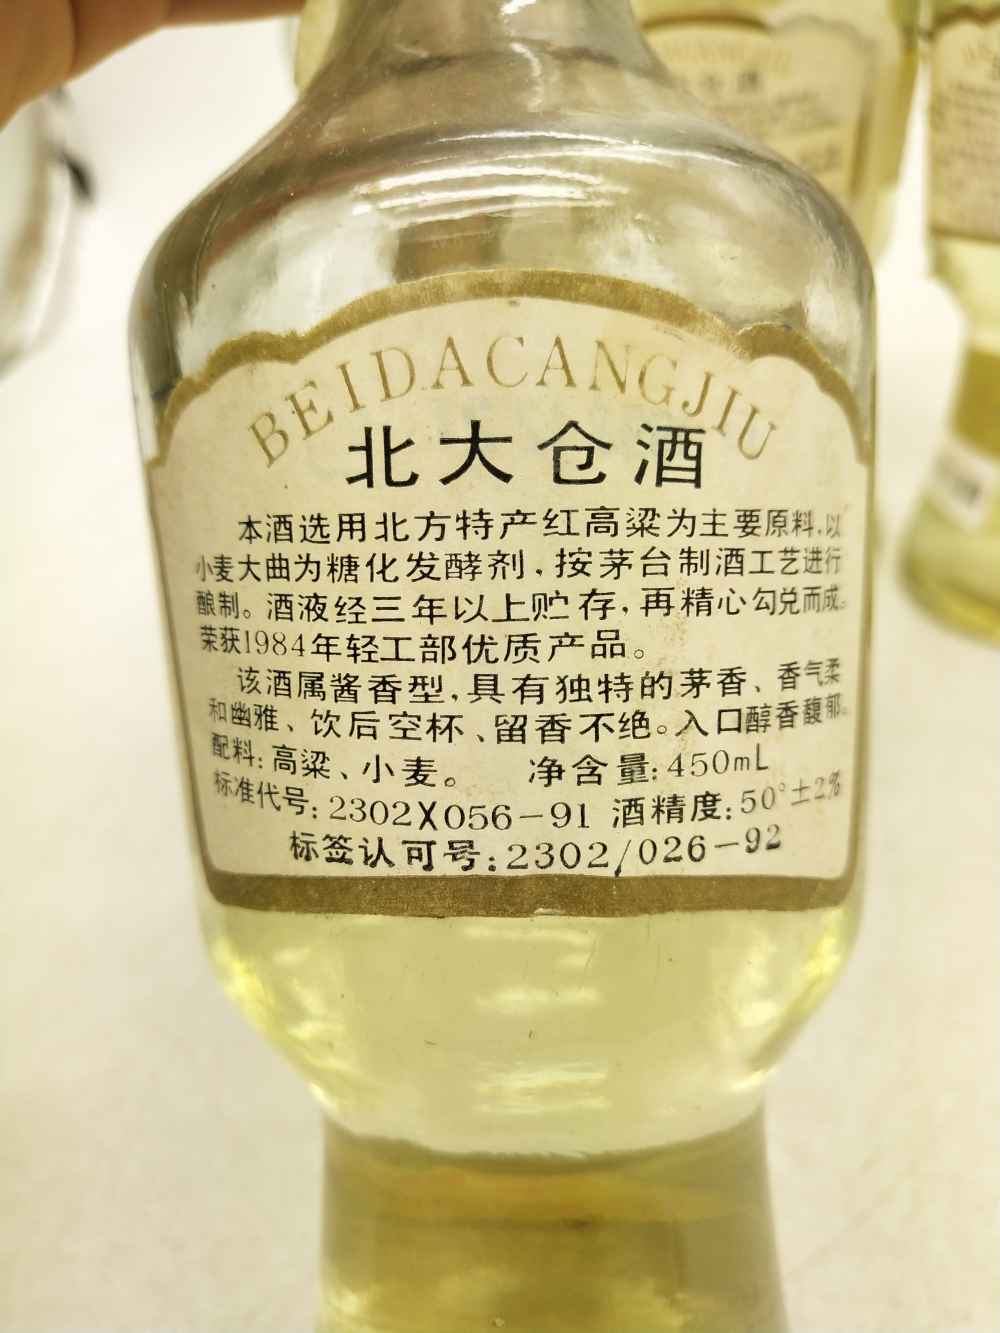 BEIDACANGJIU
北大仓酒
本酒选用北方特产红高粱为主要原料,以
小麦大曲为糖化发酵剂,按茅台制酒工艺进行
酿制。酒液经三年以上贮存,再精心勾兑而成。
荣获1984年轻工部优质产品。
该酒属酱香型,具有独特的茅香、香气柔
和幽雅、饮后空杯、留香不绝。入口醇香馥郁。
配料:高粱、小麦。 净含量:450mL
标准代号:2302X056-91 酒精度:50°±2%
标签认可号:2302/026-92